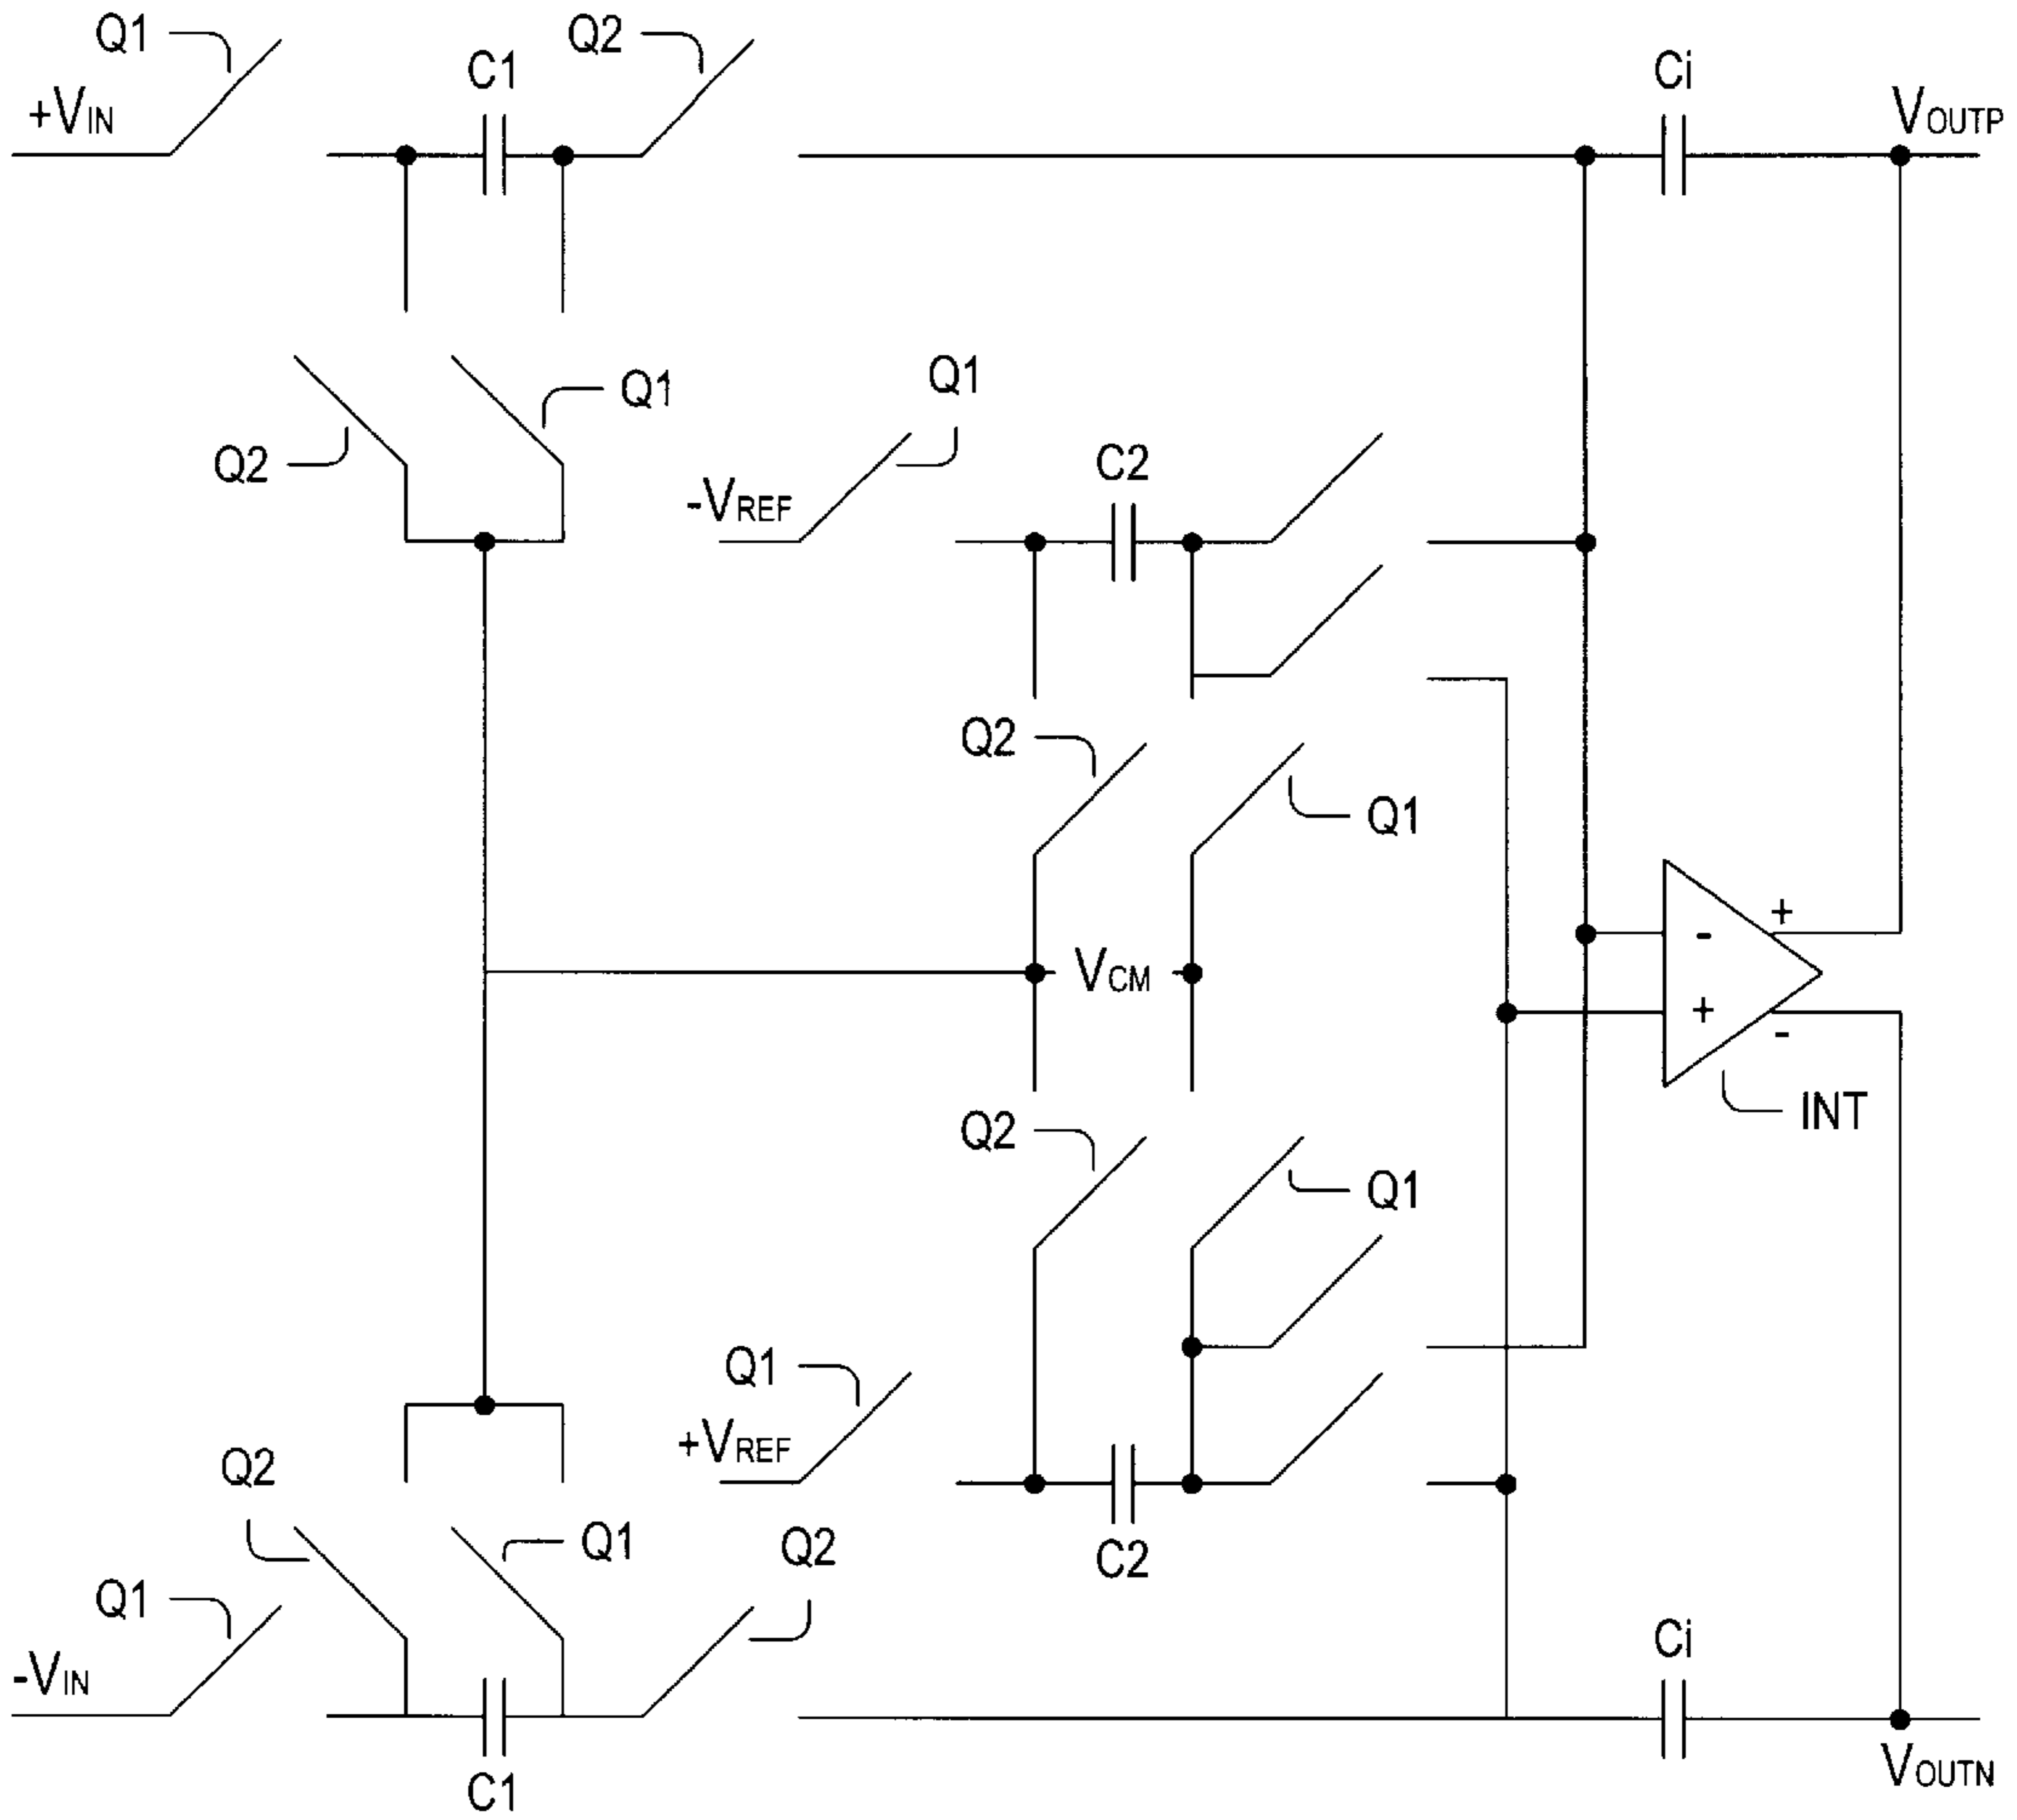 Q1
Q2
C1
Ci
+VIN
VOUTP
Q1
Q1
Q2
C2
-VREF
Q2
Q1
VCM
-
+
+
-
INT
Q2
Q1
Q1
+VREF
Q2
Q1
Q2
C2
Q1
Ci
-VIN
VOUTN
C1